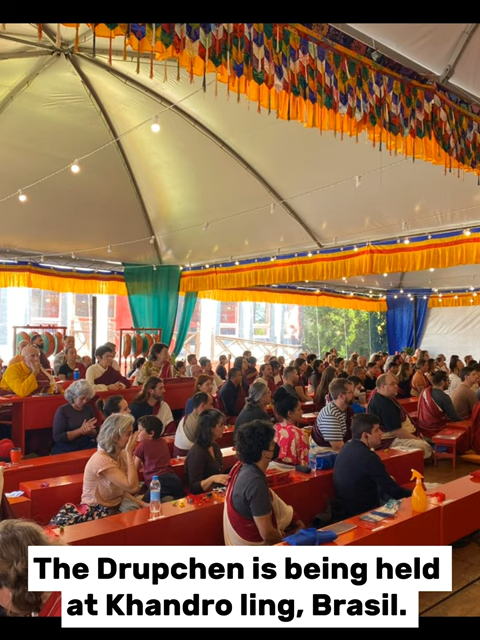 The Drupchen is being held
at Khandro ling, Brasil.